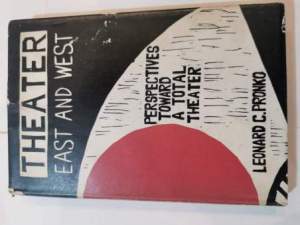 THEATER
EAST AND WEST
PERSPECTIVES
TOWARD
A TOTAL
THEATER
LEONARD C. PRONKO